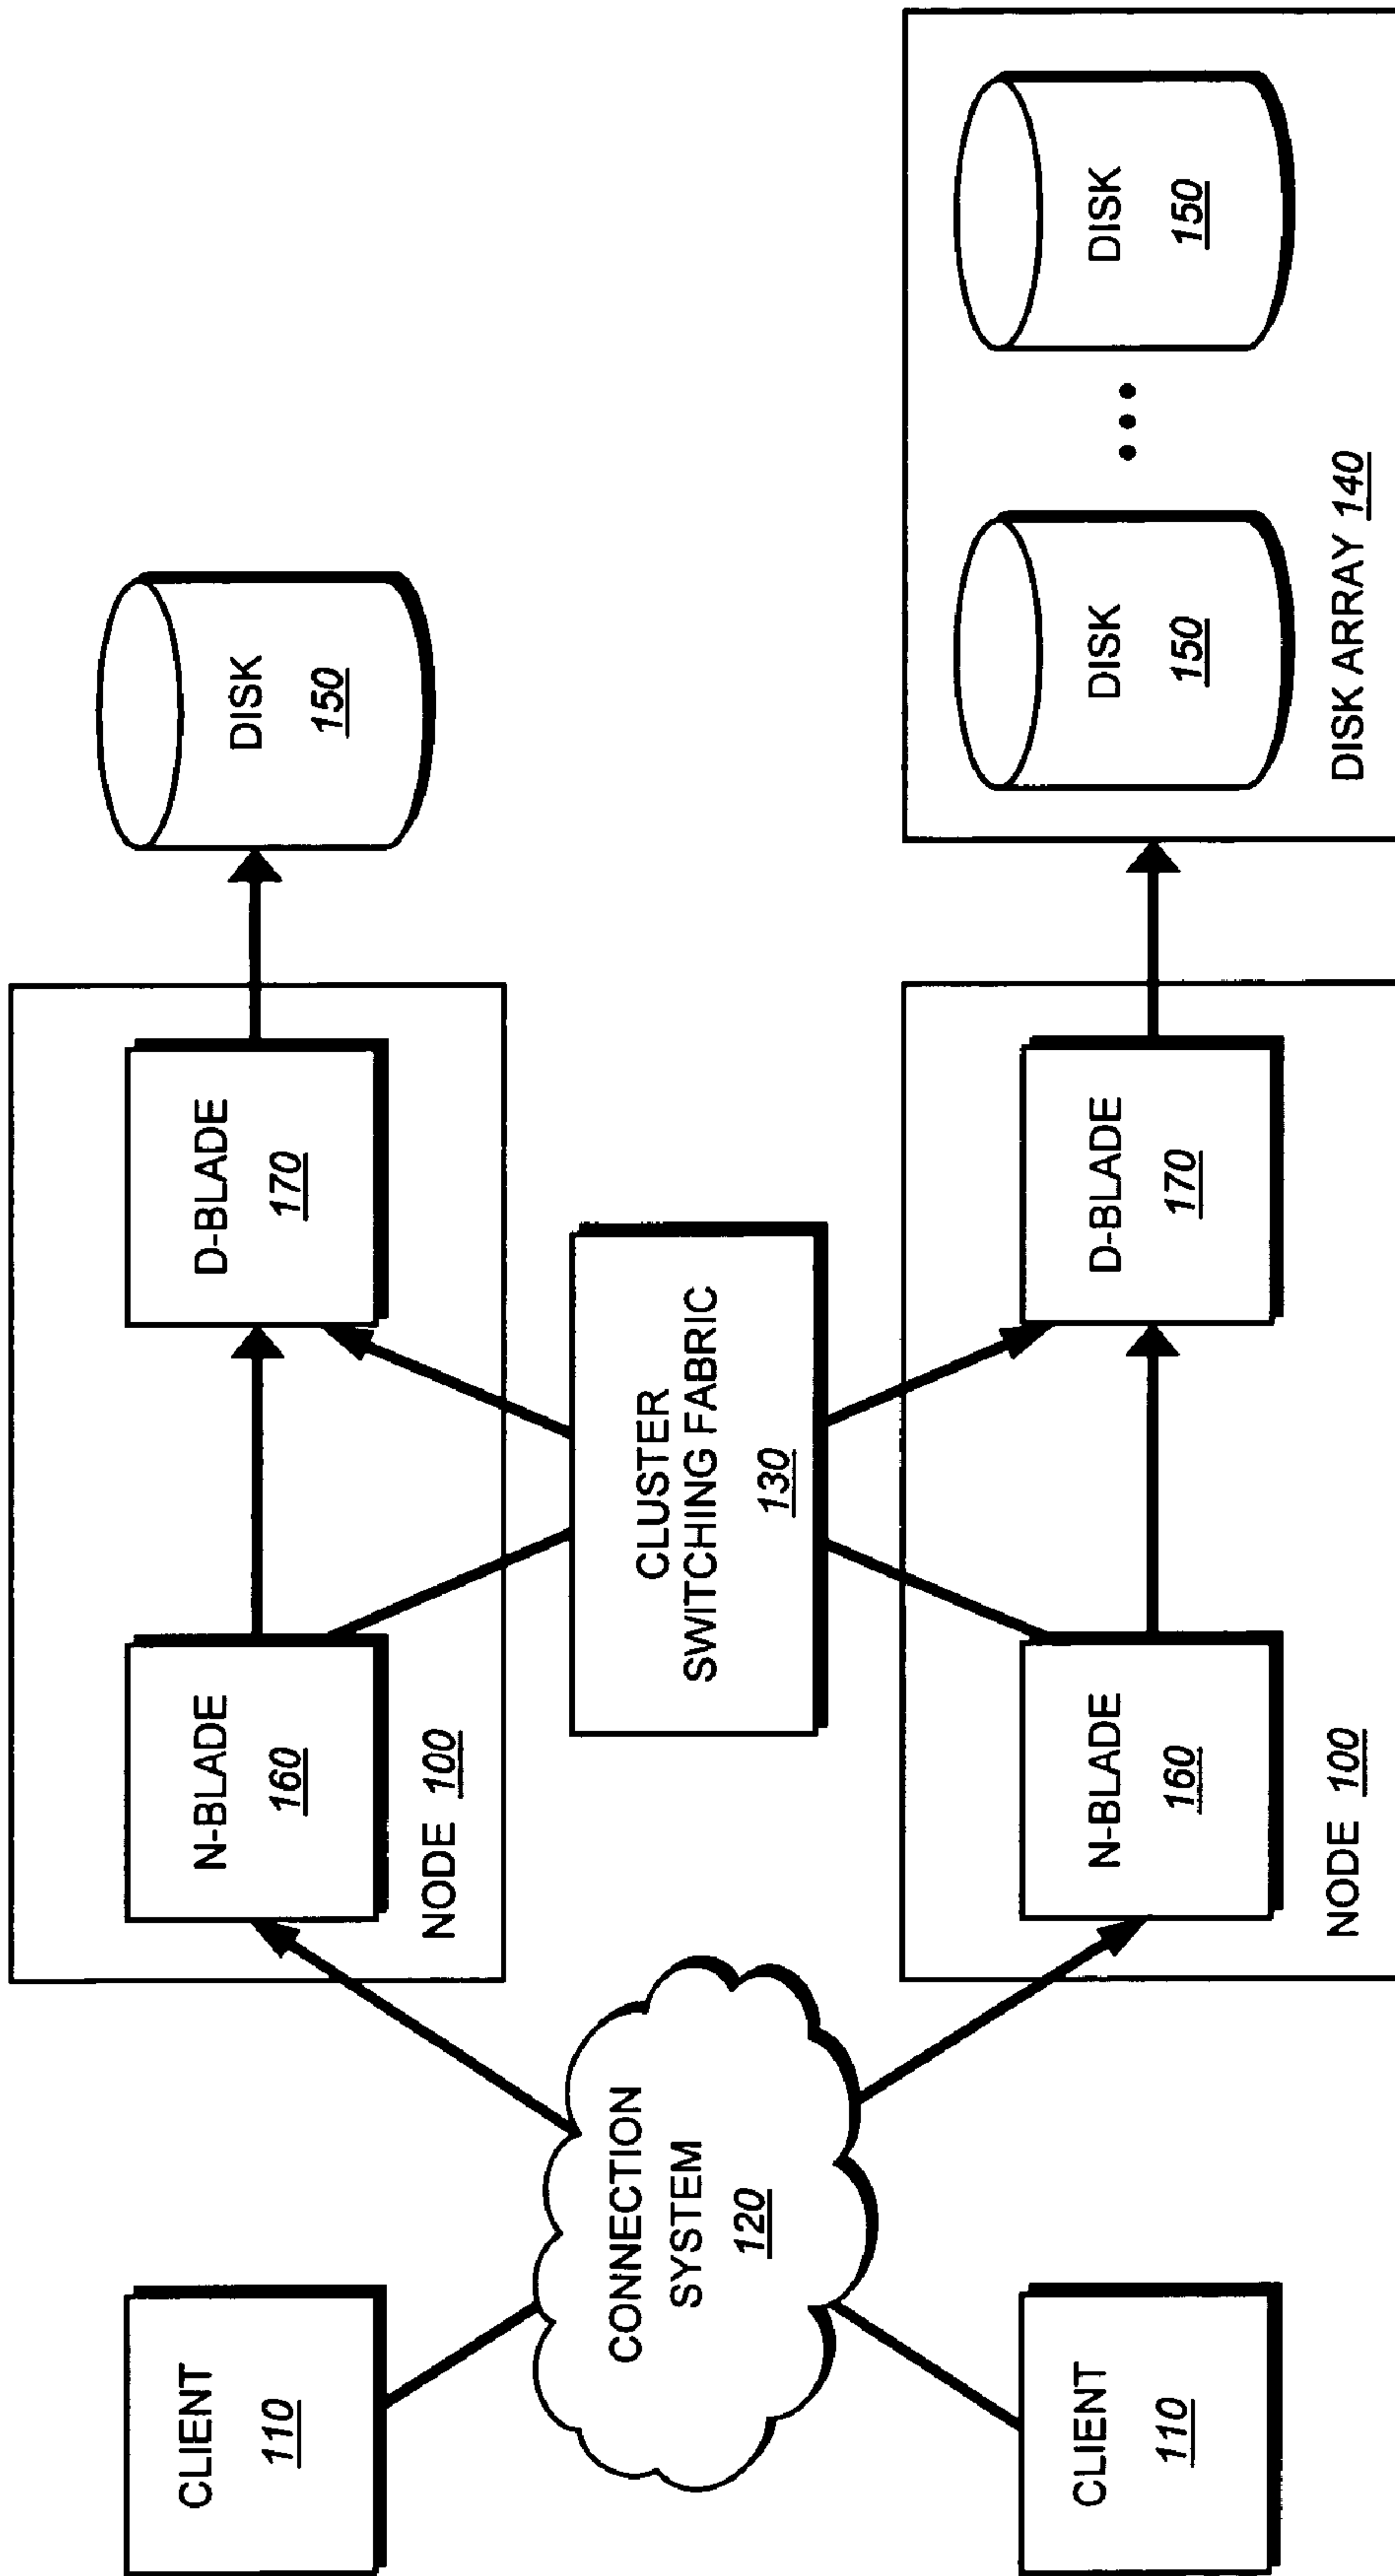 CLIENT
110
CLIENT
110
CONNECTION
SYSTEM
120
N-BLADE
160
NODE 100
D-BLADE
170
CLUSTER
SWITCHING FABRIC
130
N-BLADE
160
NODE 100
D-BLADE
170
DISK
150
DISK
150
DISK
150
DISK ARRAY 140